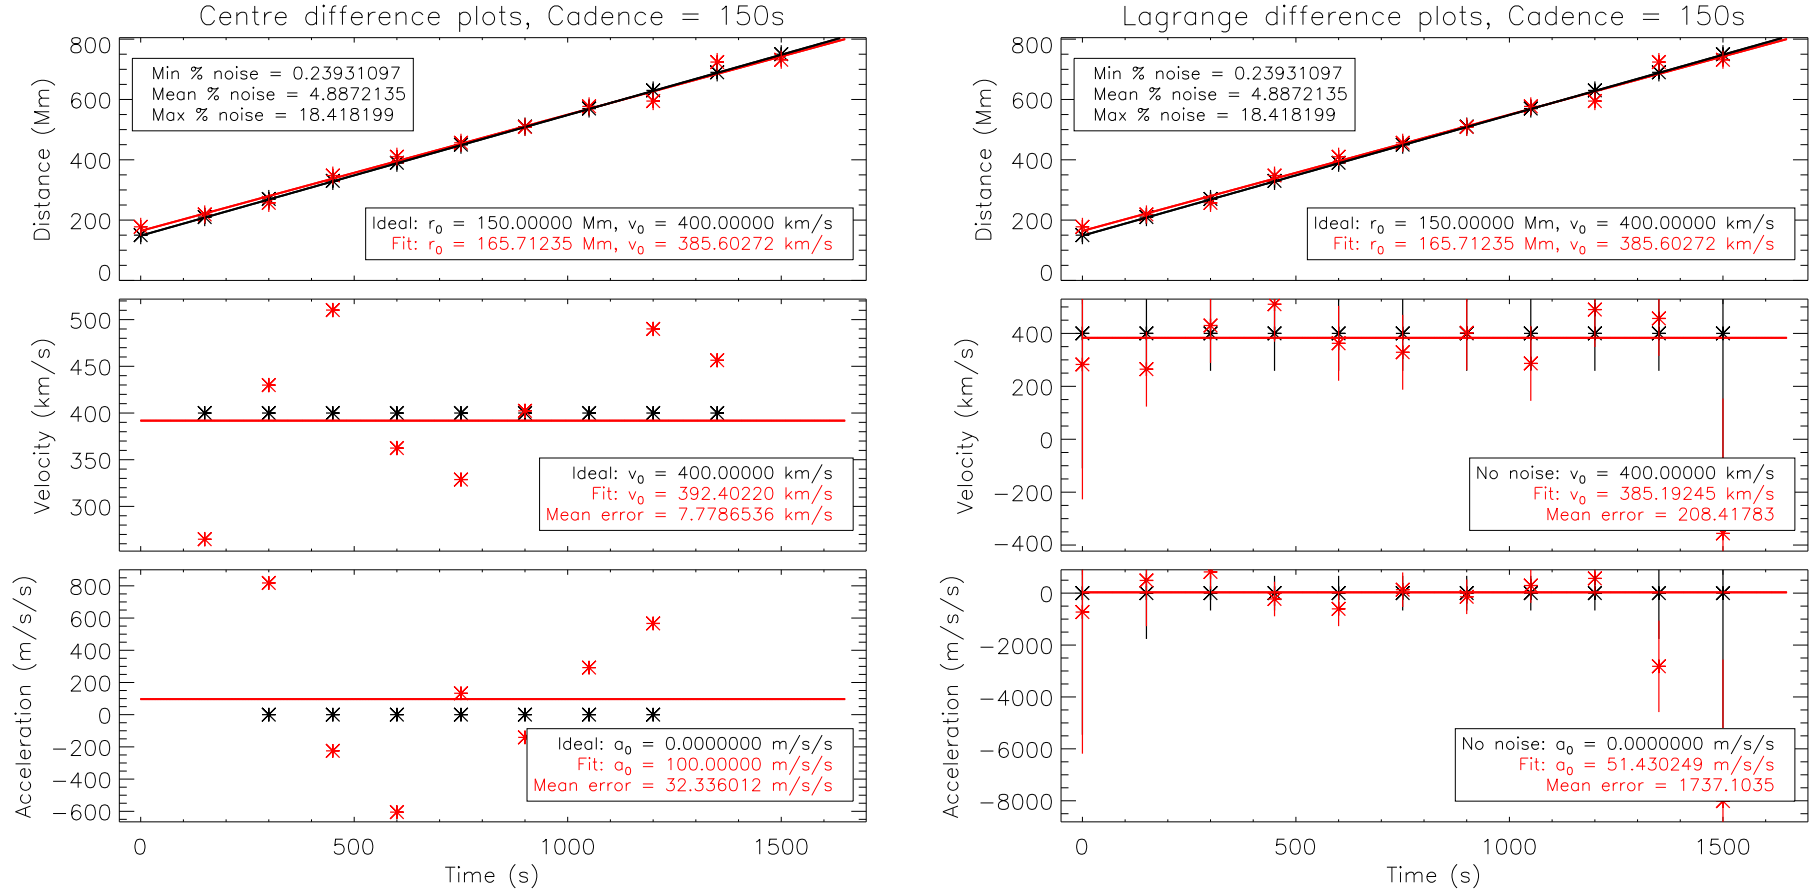 Centre difference plots, Cadence = 150s
800
600
400
200
0
Distance (Mm)
Min % noise = 0.23931097
Mean % noise = 4.8872135
Max % noise = 18.418199
Ideal: r0 = 150.00000 Mm, v0 = 400.00000 km/s
Fit: r0 = 165.71235 Mm, v0 = 385.60272 km/s
500
450
400
350
300
Velocity (km/s)
Ideal: v0 = 400.00000 km/s
Fit: v0 = 392.40220 km/s
Mean error = 7.7786536 km/s
800
600
400
200
0
−200
−400
−600
Acceleration (m/s/s)
Ideal: a0 = 0.0000000 m/s/s
Fit: a0 = 100.00000 m/s/s
Mean error = 32.336012 m/s/s
0 500 1000 1500
Time (s)
Lagrange difference plots, Cadence = 150s
800
600
400
200
0
Distance (Mm)
Min % noise = 0.23931097
Mean % noise = 4.8872135
Max % noise = 18.418199
Ideal: r0 = 150.00000 Mm, v0 = 400.00000 km/s
Fit: r0 = 165.71235 Mm, v0 = 385.60272 km/s
400
200
0
−200
−400
Velocity (km/s)
No noise: v0 = 400.00000 km/s
Fit: v0 = 385.19245 km/s
Mean error = 208.41783
0
−2000
−4000
−6000
−8000
Acceleration (m/s/s)
No noise: a0 = 0.0000000 m/s/s
Fit: a0 = 51.430249 m/s/s
Mean error = 1737.1035
0 500 1000 1500
Time (s)